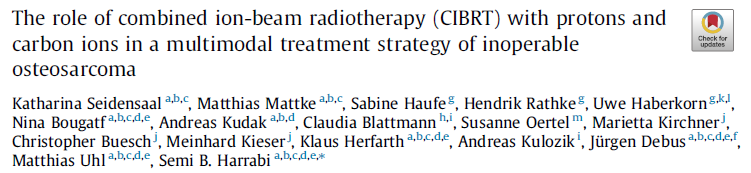 The role of combined ion-beam radiotherapy (CIBRT) with protons and
carbon ions in a multimodal treatment strategy of inoperable
osteosarcoma
Check for
updates
Katharina Seidensaal a,b,c, Matthias Mattke a,b,c, Sabine Haufe g, Hendrik Rathke g, Uwe Haberkorn g,k,l,
Nina Bougatf a,b,c,d,e, Andreas Kudak a,b,d, Claudia Blattmann h,i, Susanne Oertel m, Marietta Kirchner j,
Christopher Buesch j, Meinhard Kieser j, Klaus Herfarth a,b,c,d,e, Andreas Kulozik i, Jürgen Debus a,b,c,d,e,f,
Matthias Uhl a,b,c,d,e, Semi B. Harrabi a,b,c,d,e,*